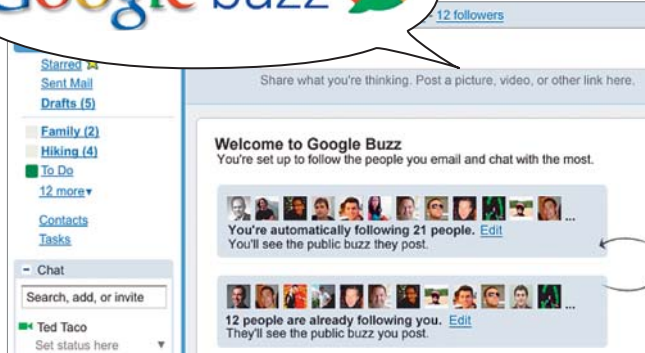 Google buzz
- 12 followers
Starred
Sent Mail
Drafts (5)
Share what you're thinking. Post a picture, video, or other link here.
Family (2)
Hiking (4)
To Do
12 more▾
Contacts
Tasks
Welcome to Google Buzz
You're set up to follow the people you email and chat with the most.
You're automatically following 21 people. Edit
You'll see the public buzz they post.
...
− Chat
Search, add, or invite
Ted Taco
Set status here ▼
...
12 people are already following you. Edit
They'll see the public buzz you post.